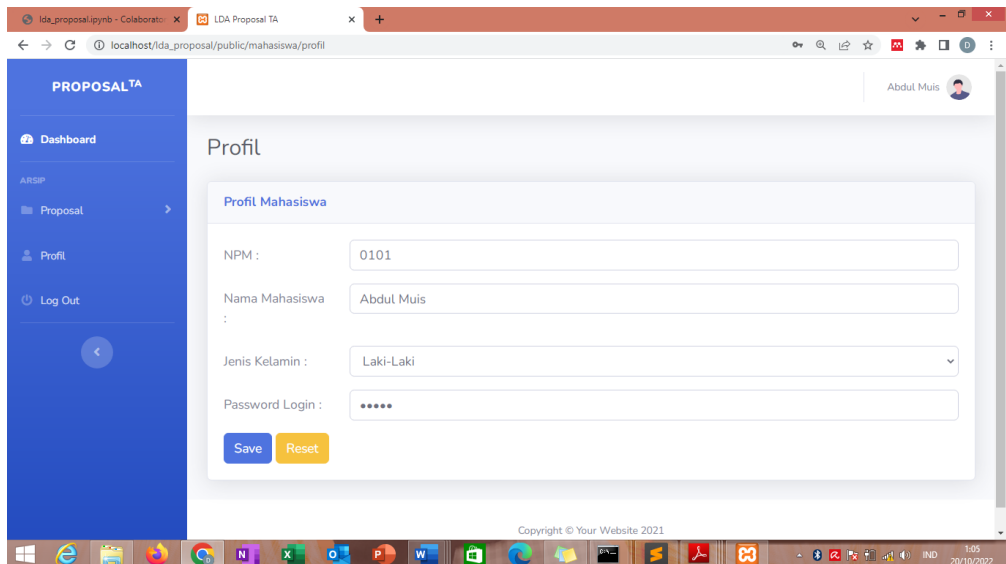 lda_proposal.ipynb - Colaborator
LDA Proposal TA
localhost/lda_proposal/public/mahasiswa/profil
D
PROPOSALTA
Abdul Muis
Dashboard
Profil
ARSIP
Proposal
Profil Mahasiswa
Profil
NPM :
0101
Log Out
Nama Mahasiswa
:
Abdul Muis
Jenis Kelamin :
Laki-Laki
Password Login :
•••••
Save
Reset
Copyright © Your Website 2021
IND
1:05
20/10/2022